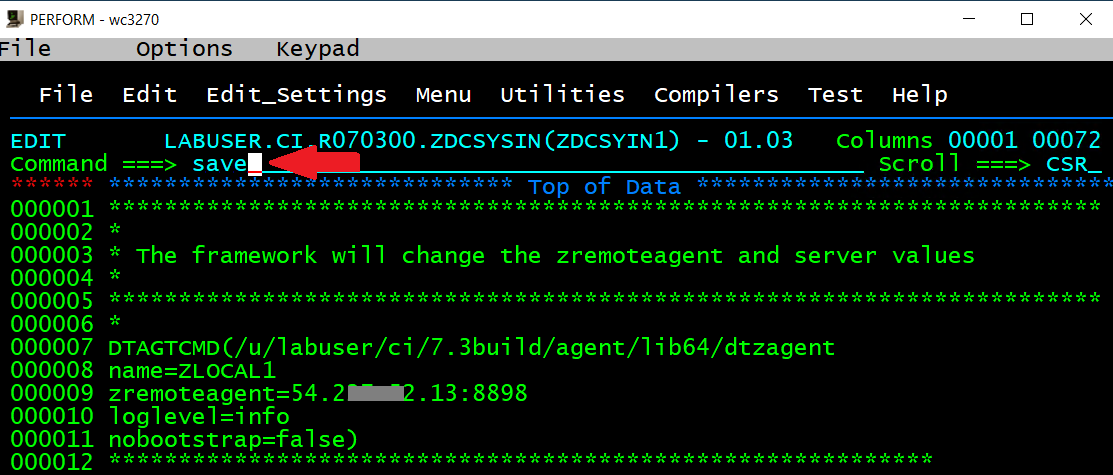 PERFORM - wc3270
File Options Keypad
File Edit Edit_Settings Menu Utilities Compilers Test Help
EDIT LABUSER.CI.R070300.ZDCSYSIN(ZDCSYIN1) - 01.03 Columns 00001 00072
Command ===> save Scroll ===> CSR_
****** ***************************** Top of Data ******************************
000001 ************************************************************************
000002 *
000003 * The framework will change the zremoteagent and server values
000004 *
000005 ************************************************************************
000006 *
000007 DTAGTCMD(/u/labuser/ci/7.3build/agent/lib64/dtzagent
000008 name=ZLOCAL1
000009 zremoteagent=54.2 2.13:8898
000010 loglevel=info
000011 nobootstrap=false)
000012 ************************************************************